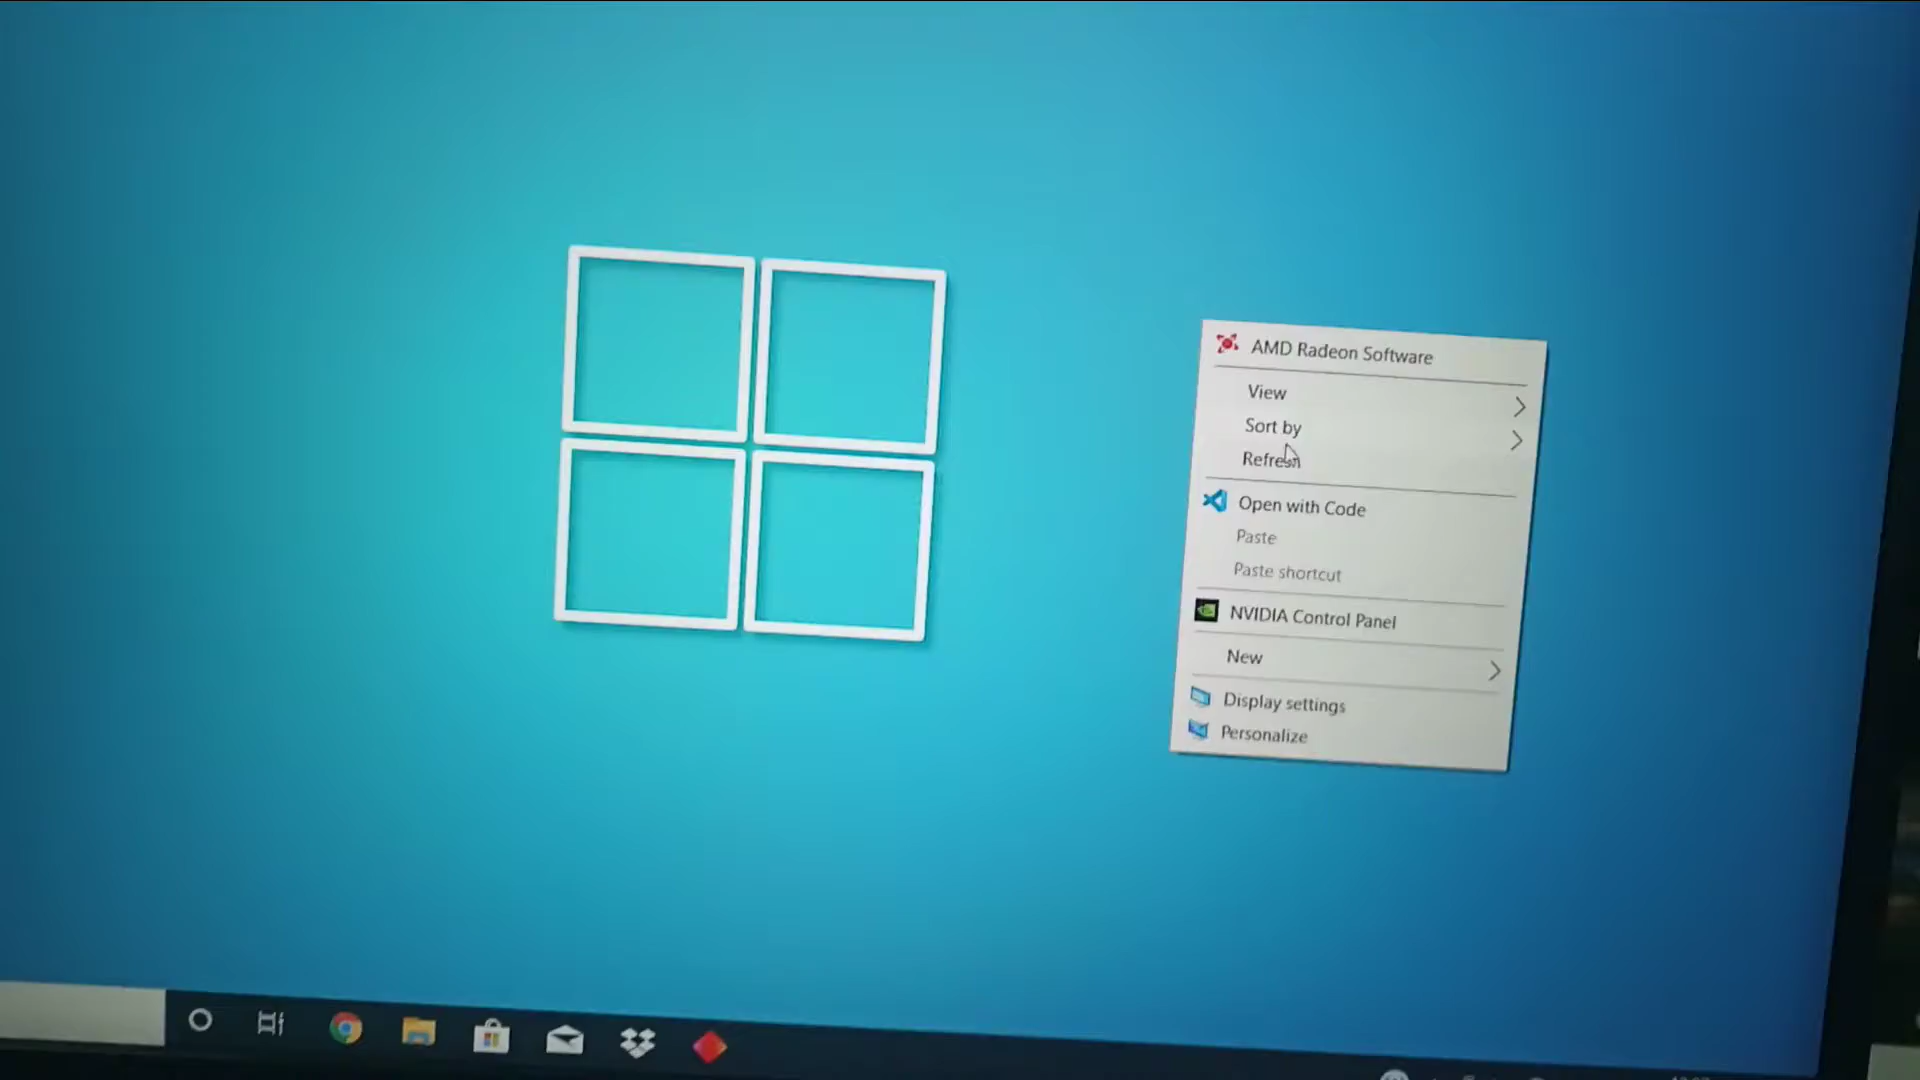 AMD Radeon Software
View
Sort by
Refresh
Open with Code
Paste
Paste shortcut
NVIDIA Control Panel
New
Display settings
Personalize